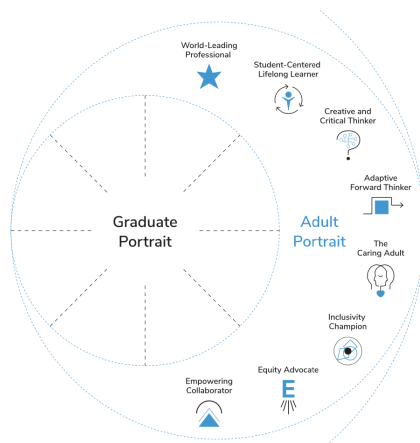 World-Leading
Professional
Student-Centered
Lifelong Learner
Creative and
Critical Thinker
Adaptive
Forward Thinker
Graduate
Portrait
Adult
Portrait
The
Caring Adult
Inclusivity
Champion
Equity Advocate
E
Empowering
Collaborator